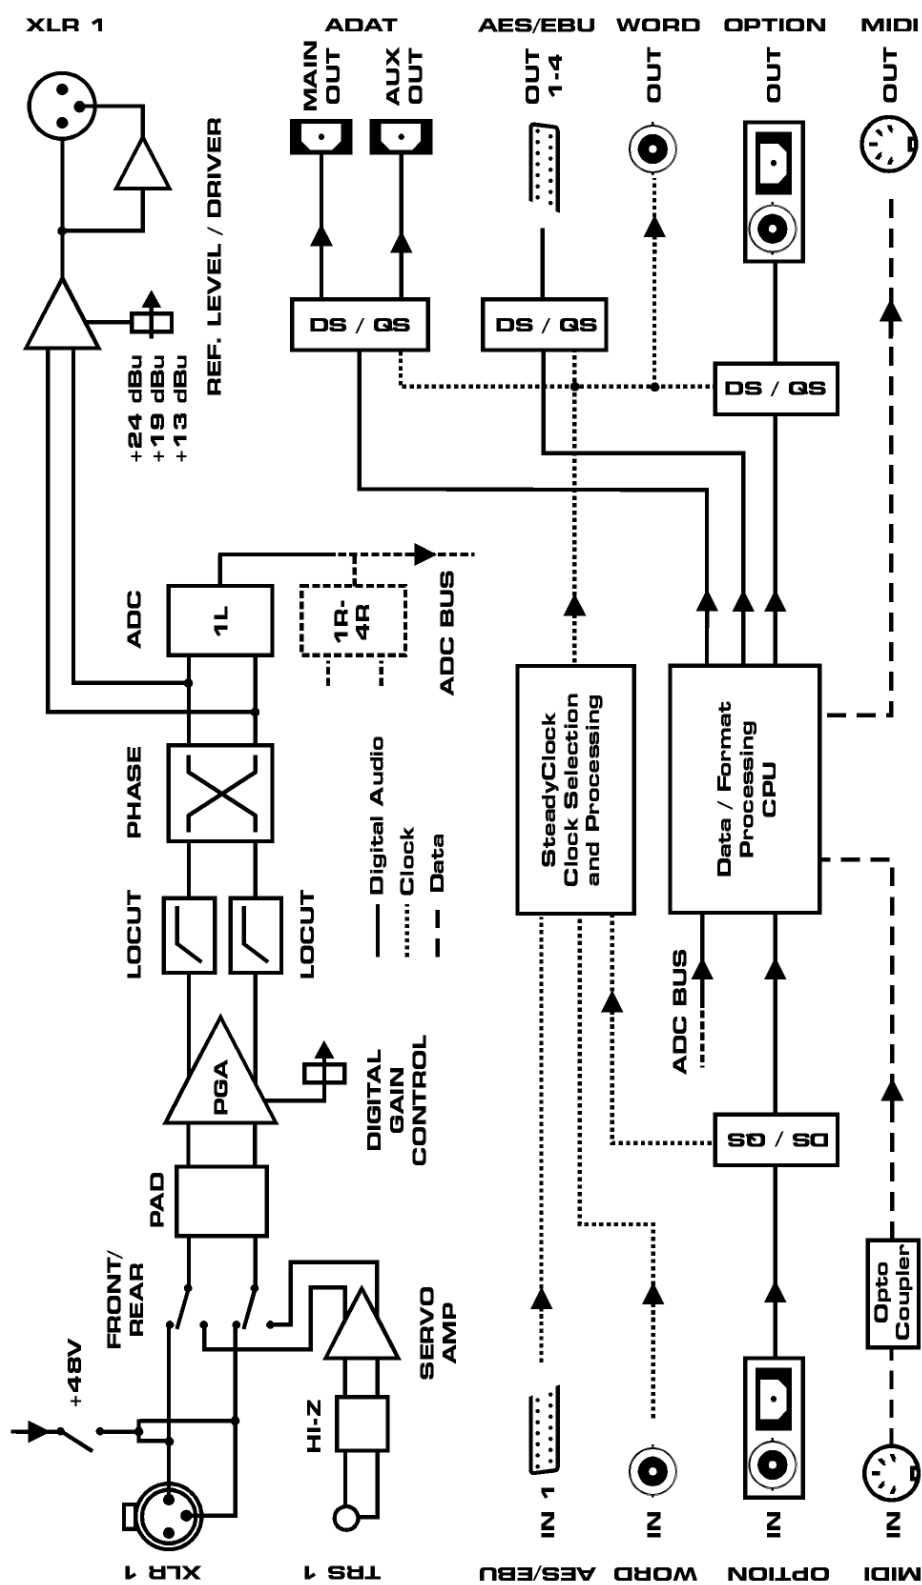 XLR 1
ADAT
AES/EBU
WORD
OPTION
MIDI
MAIN
OUT
AUX
OUT
OUT
1-4
OUT
OUT
OUT
REF. LEVEL / DRIVER
+24 dBu
+19 dBu
+13 dBu
DS / QS
DS / QS
DS / QS
ADC
1L
1R-
4R
ADC BUS
PHASE
LOCUT
LOCUT
Digital Audio
Clock
Data
SteadyClock
Clock Selection
and Processing
Data / Format
Processing
CPU
ADC BUS
PGA
DIGITAL
GAIN
CONTROL
DS / QS
PAD
FRONT/
REAR
+48V
SERVO
AMP
HI-Z
Opto
Coupler
IN 1
IN
IN
IN
XLR 1
TRS 1
AES/EBU
WORD
OPTION
MIDI